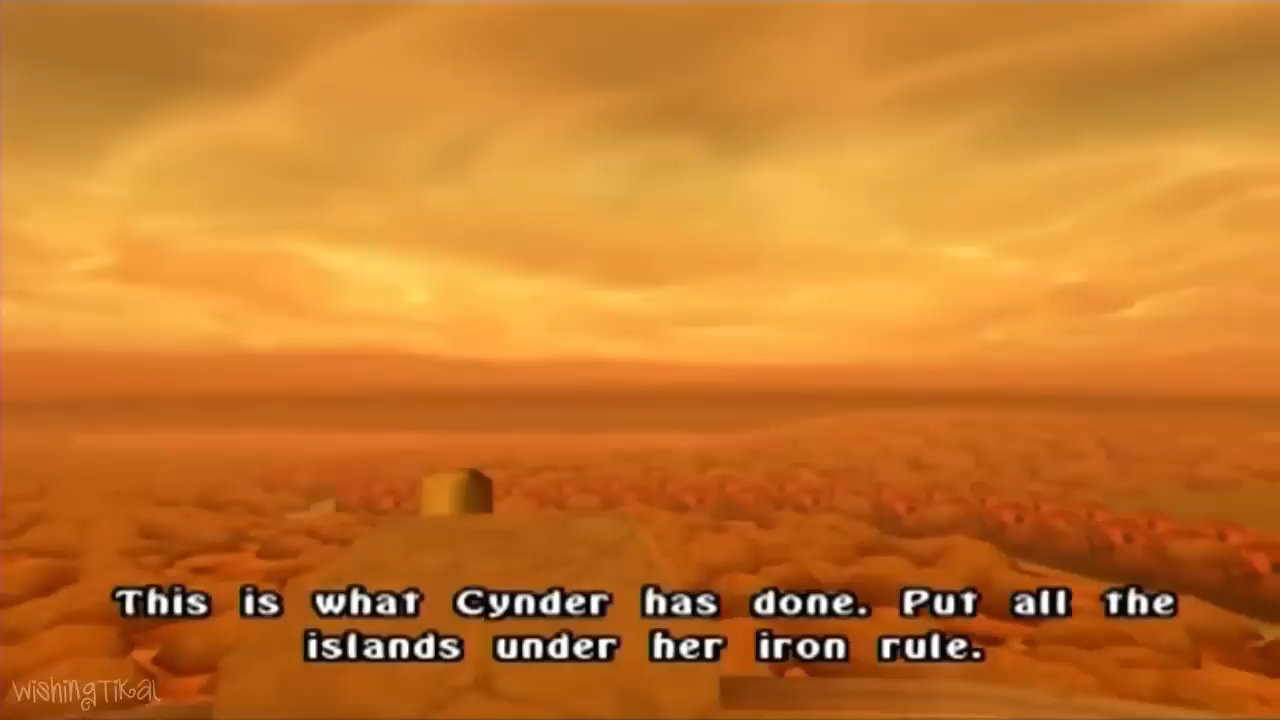 This is what Cynder has done. Put all the
islands under her iron rule.
wishingTikal